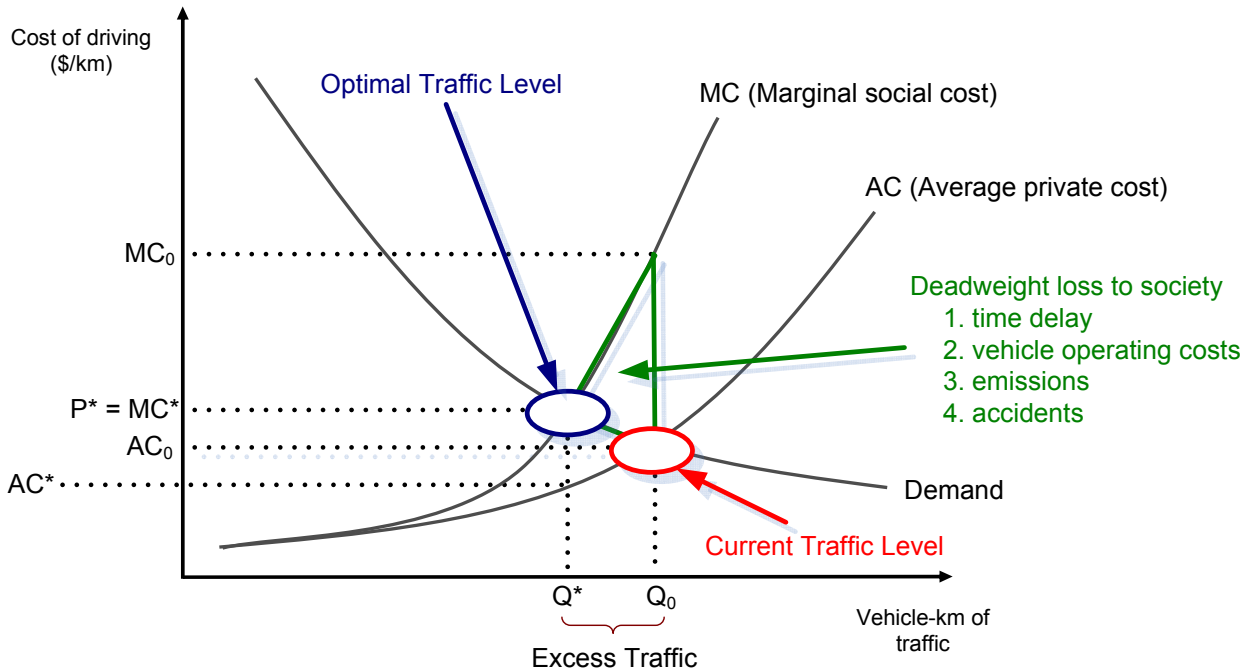 Cost of driving
($/km)
Optimal Traffic Level
MC (Marginal social cost)
AC (Average private cost)
MC₀
Deadweight loss to society
1. time delay
2. vehicle operating costs
3. emissions
4. accidents
P* = MC*
AC₀
AC*
Demand
Current Traffic Level
Q*
Q₀
Vehicle-km of
traffic
Excess Traffic